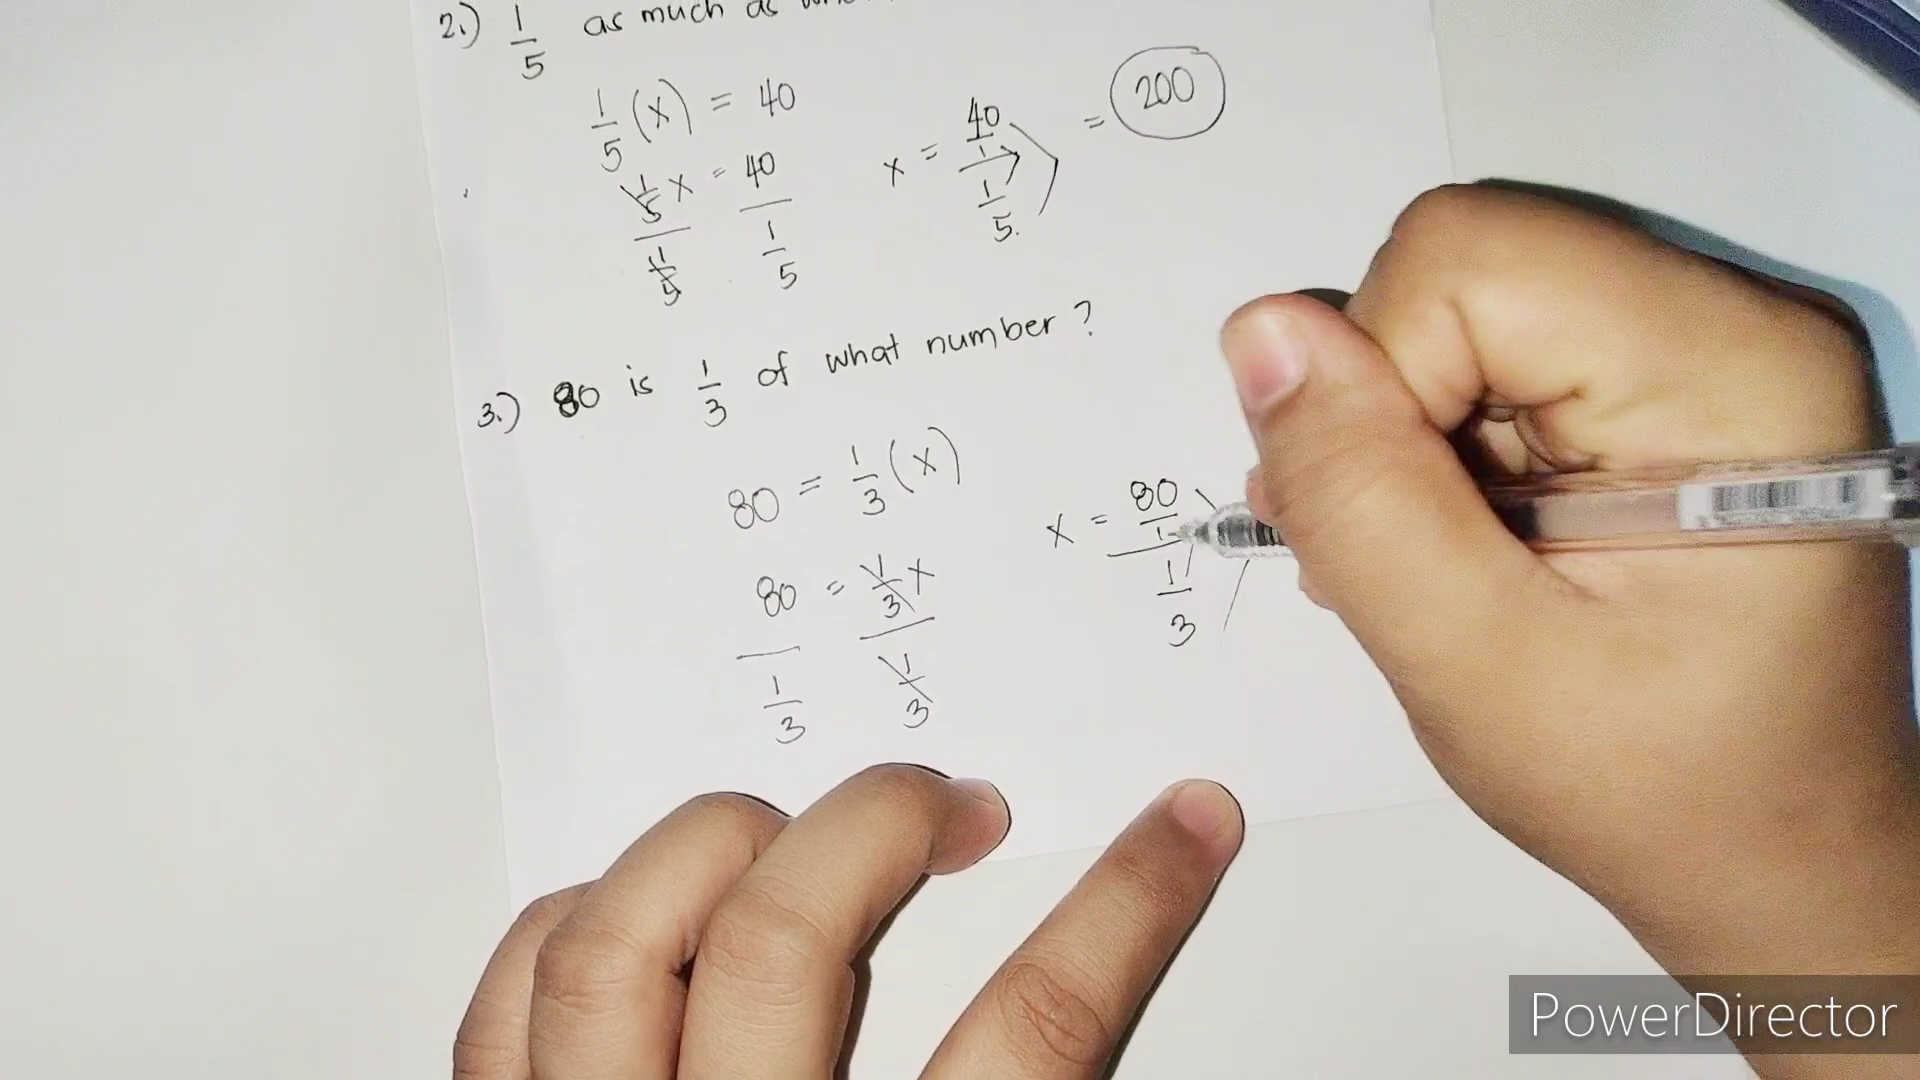 2.) 1/5 as much as
1/5 (x) = 40
1/5 x / 1/5 = 40 / 1/5
x = 40/1 / 1/5 = 200
3.) 80 is 1/3 of what number?
80 = 1/3 (x)
80 / 1/3 = 1/3 x / 1/3
x = 80/1 / 1/3
PowerDirector